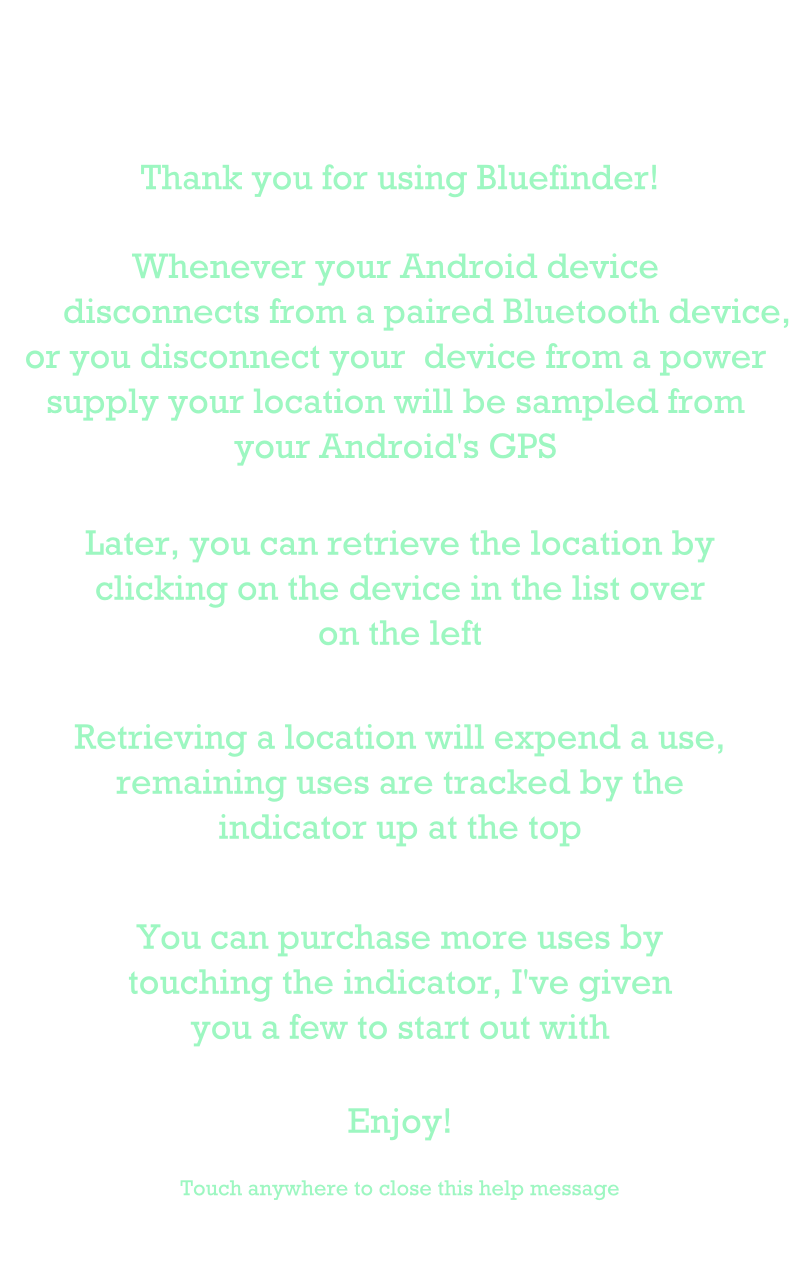 Thank you for using Bluefinder!
Whenever your Android device
disconnects from a paired Bluetooth device,
or you disconnect your  device from a power
supply your location will be sampled from
your Android's GPS
Later, you can retrieve the location by
clicking on the device in the list over
on the left
Retrieving a location will expend a use,
remaining uses are tracked by the
indicator up at the top
You can purchase more uses by
touching the indicator, I've given
you a few to start out with
Enjoy!
Touch anywhere to close this help message